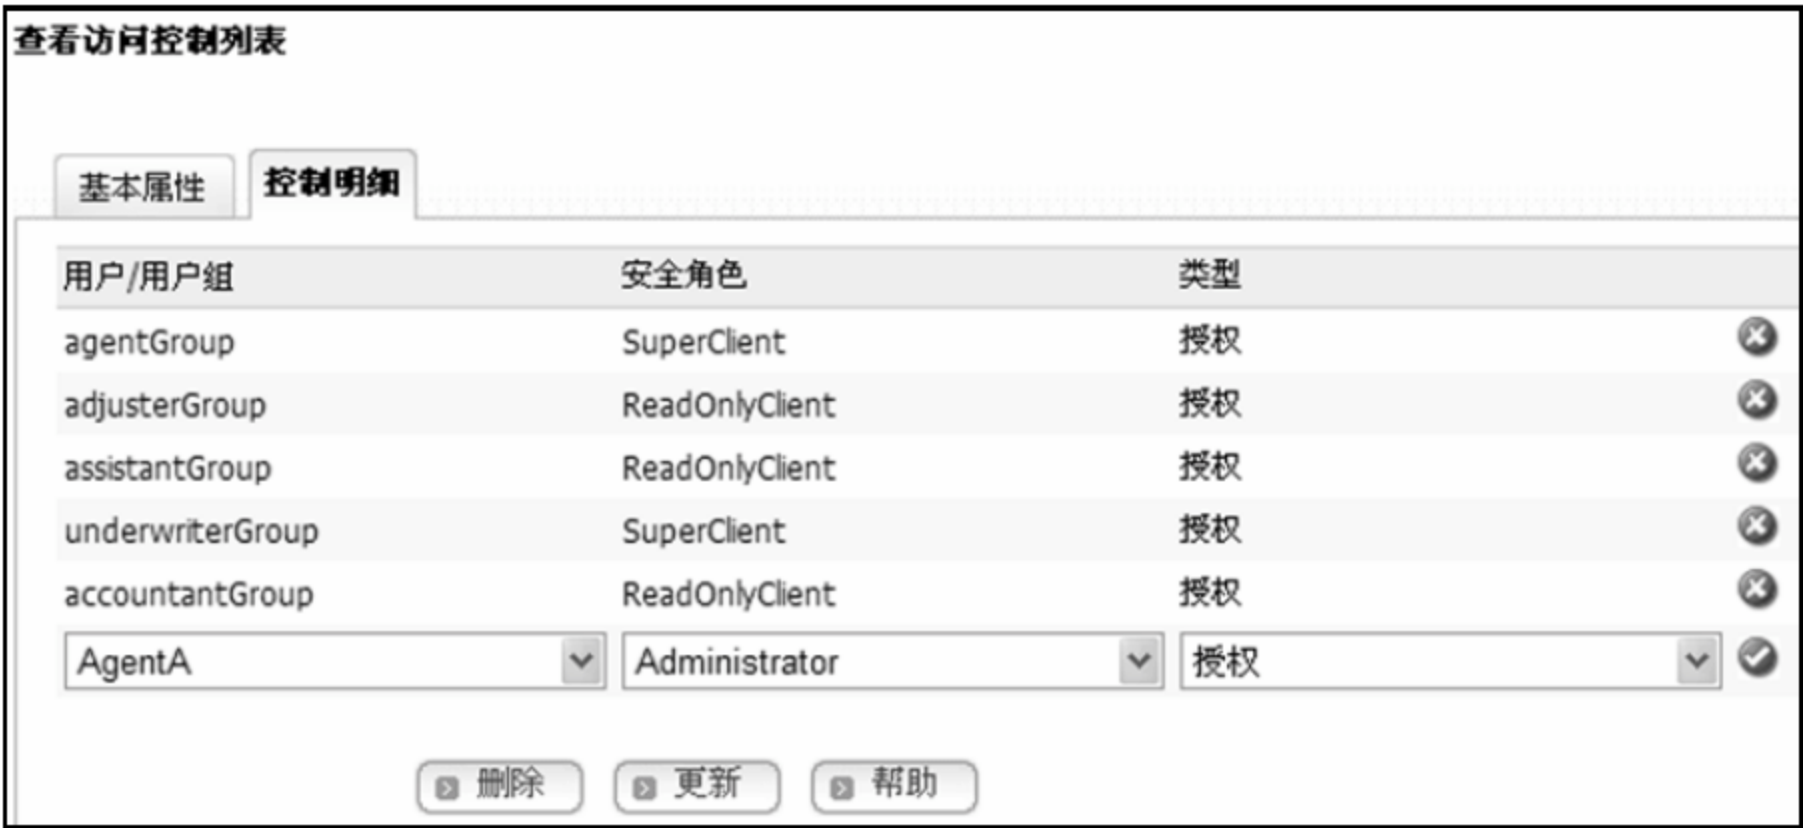 查看访问控制列表
基本属性 控制明细
用户/用户组 安全角色 类型
agentGroup SuperClient 授权
adjusterGroup ReadOnlyClient 授权
assistantGroup ReadOnlyClient 授权
underwriterGroup SuperClient 授权
accountantGroup ReadOnlyClient 授权
AgentA Administrator 授权
删除 更新 帮助